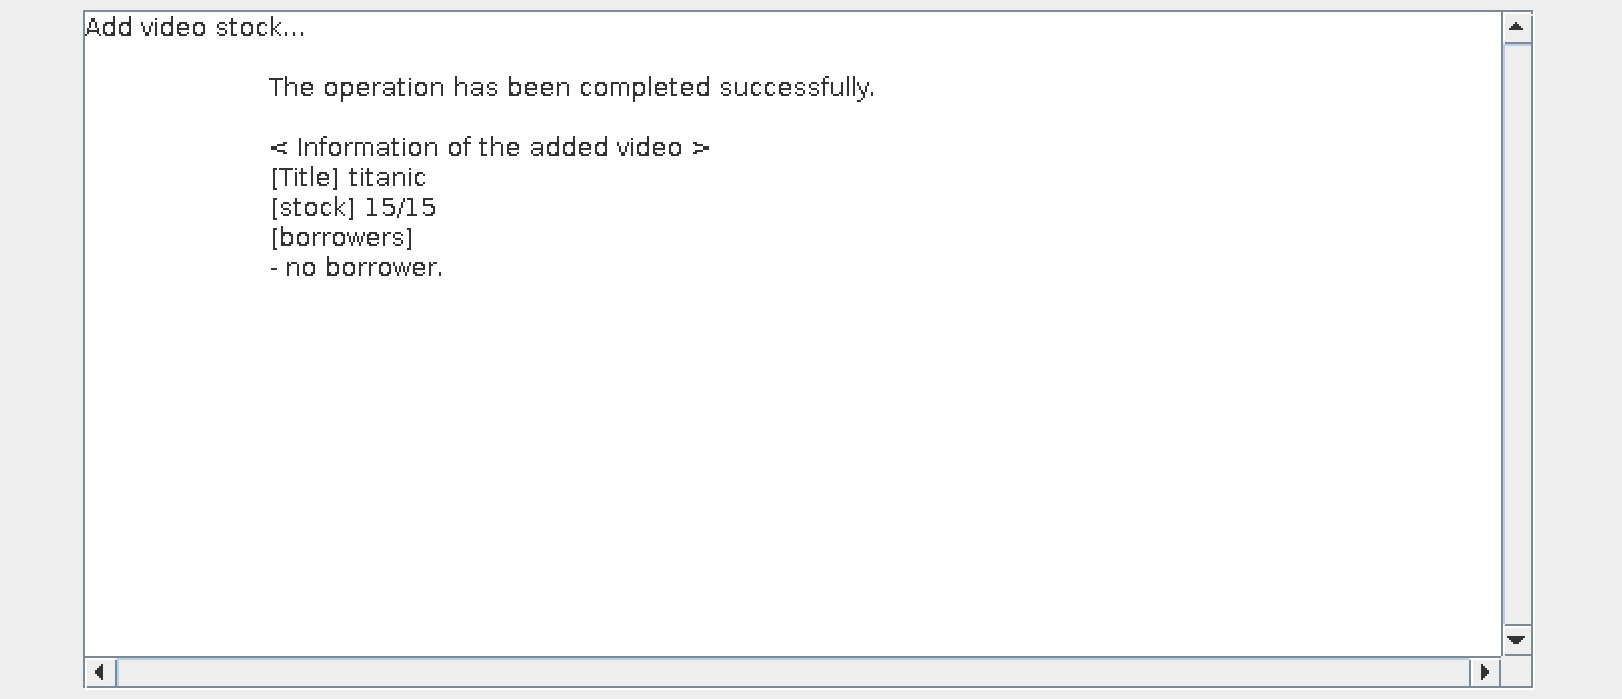 Add video stock...
The operation has been completed successfully.
< Information of the added video >
[Title] titanic
[stock] 15/15
[borrowers]
- no borrower.